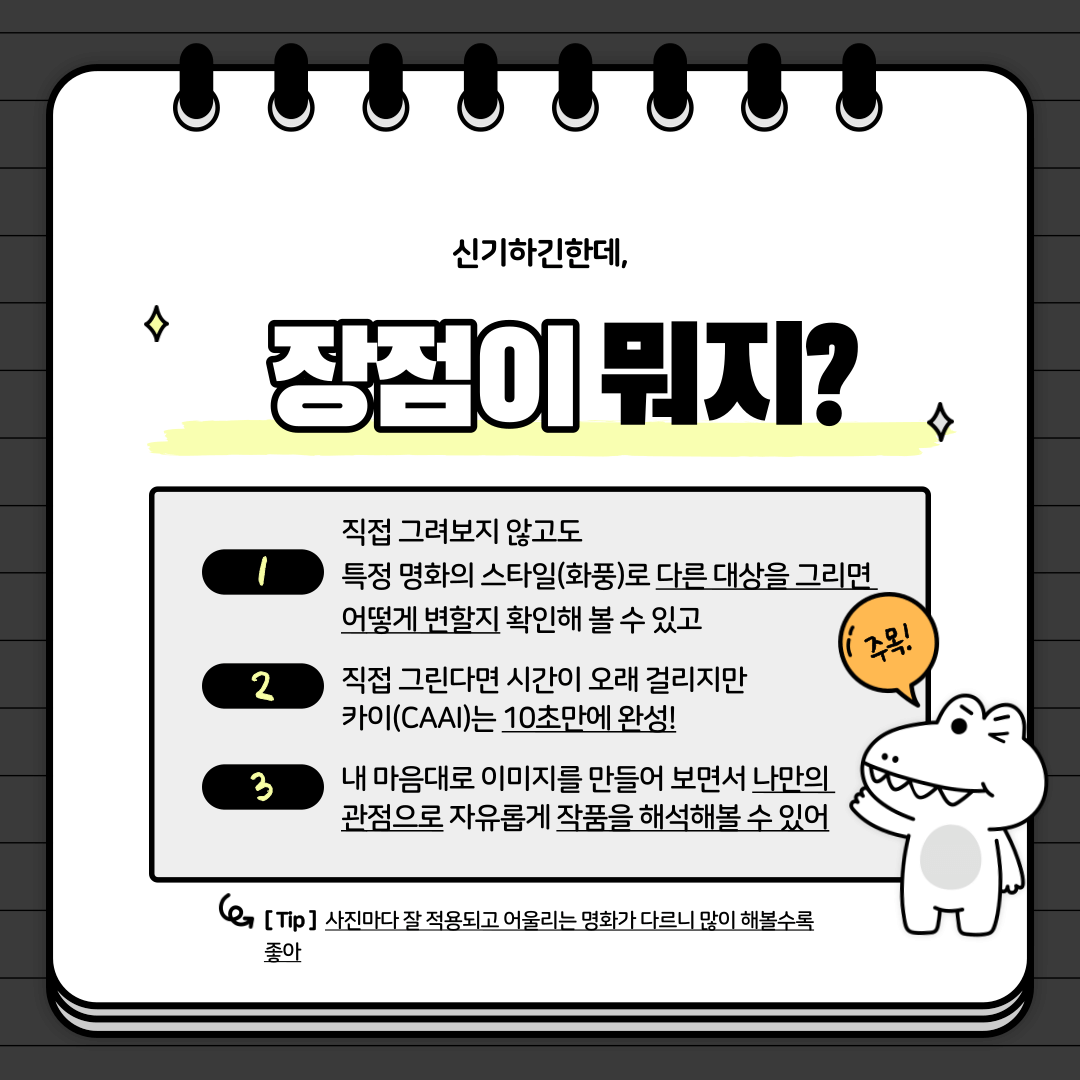 신기하긴한데,
장점이 뭐지?
1
직접 그려보지 않고도
특정 명화의 스타일(화풍)로 다른 대상을 그리면
어떻게 변할지 확인해 볼 수 있고
주목!
2
직접 그린다면 시간이 오래 걸리지만
카이(CAAI)는 10초만에 완성!
3
내 마음대로 이미지를 만들어 보면서 나만의
관점으로 자유롭게 작품을 해석해볼 수 있어
[ Tip ] 사진마다 잘 적용되고 어울리는 명화가 다르니 많이 해볼수록
좋아